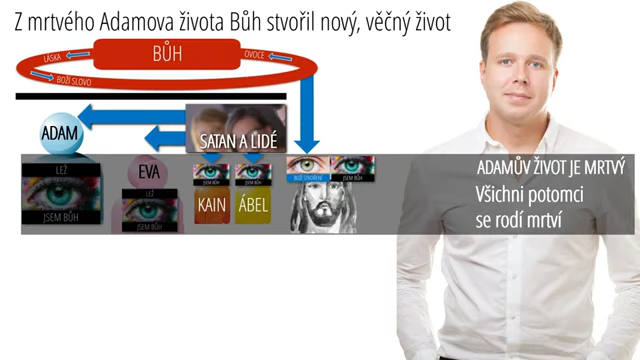 Z mrtvého Adamova života Bůh stvořil nový, věčný život
BŮH
LÁSKA
OVOCE
BOŽÍ SLOVO
ADAM
SATAN A LIDÉ
LEŽ
JSEM BŮH
EVA
LEŽ
JSEM BŮH
JSEM BŮH
KAIN
JSEM BŮH
ÁBEL
BOŽÍ STVOŘENÍ
JSEM BŮH
ADAMŮV ŽIVOT JE MRTVÝ
Všichni potomci
se rodí mrtví